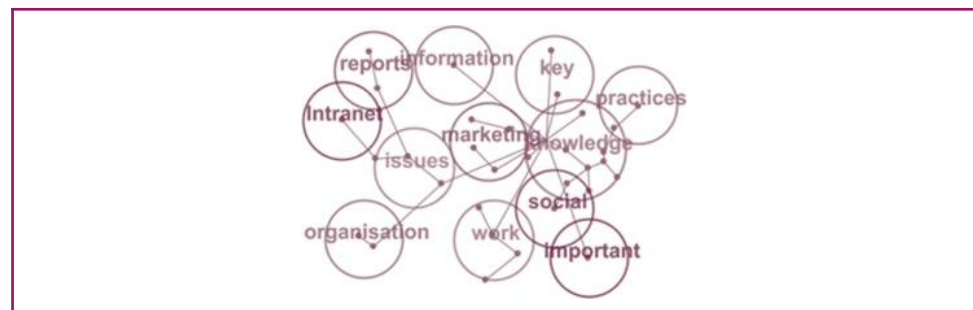 information
reports
key
practices
Intranet
marketing
knowledge
issues
social
organisation
work
important